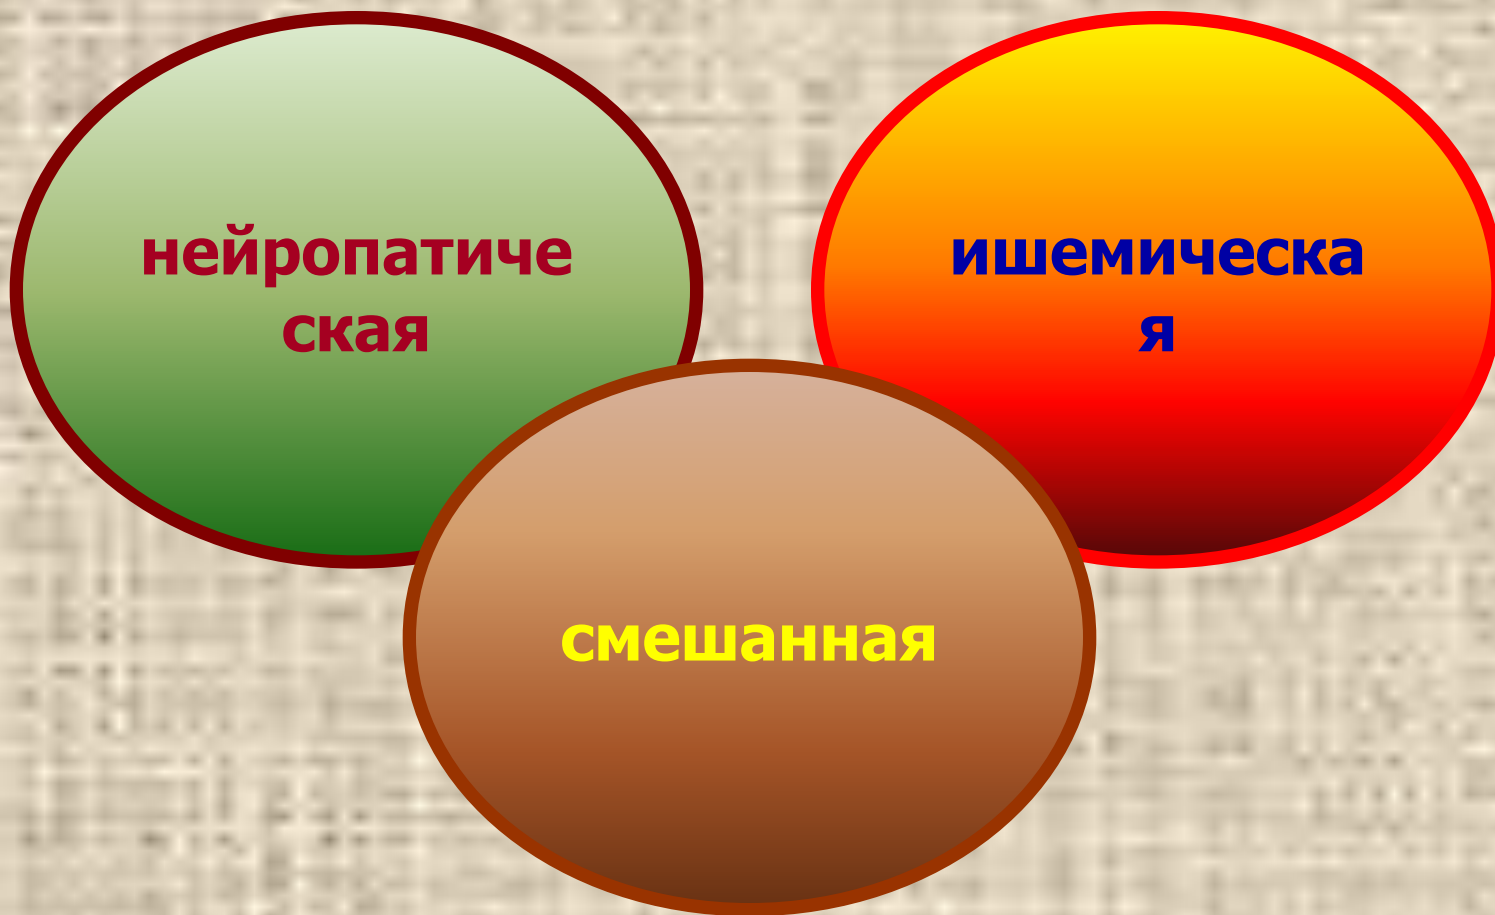 нейропатиче
ская
ишемическа
я
смешанная